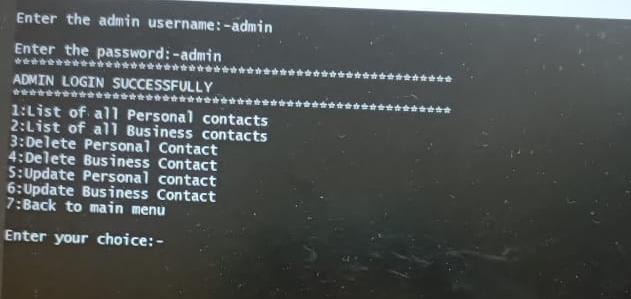 Enter the admin username:-admin
Enter the password:-admin
******************************************************
ADMIN LOGIN SUCCESSFULLY
******************************************************
1:List of all Personal contacts
2:List of all Business contacts
3:Delete Personal Contact
4:Delete Business Contact
5:Update Personal contact
6:Update Business Contact
7:Back to main menu
Enter your choice:-